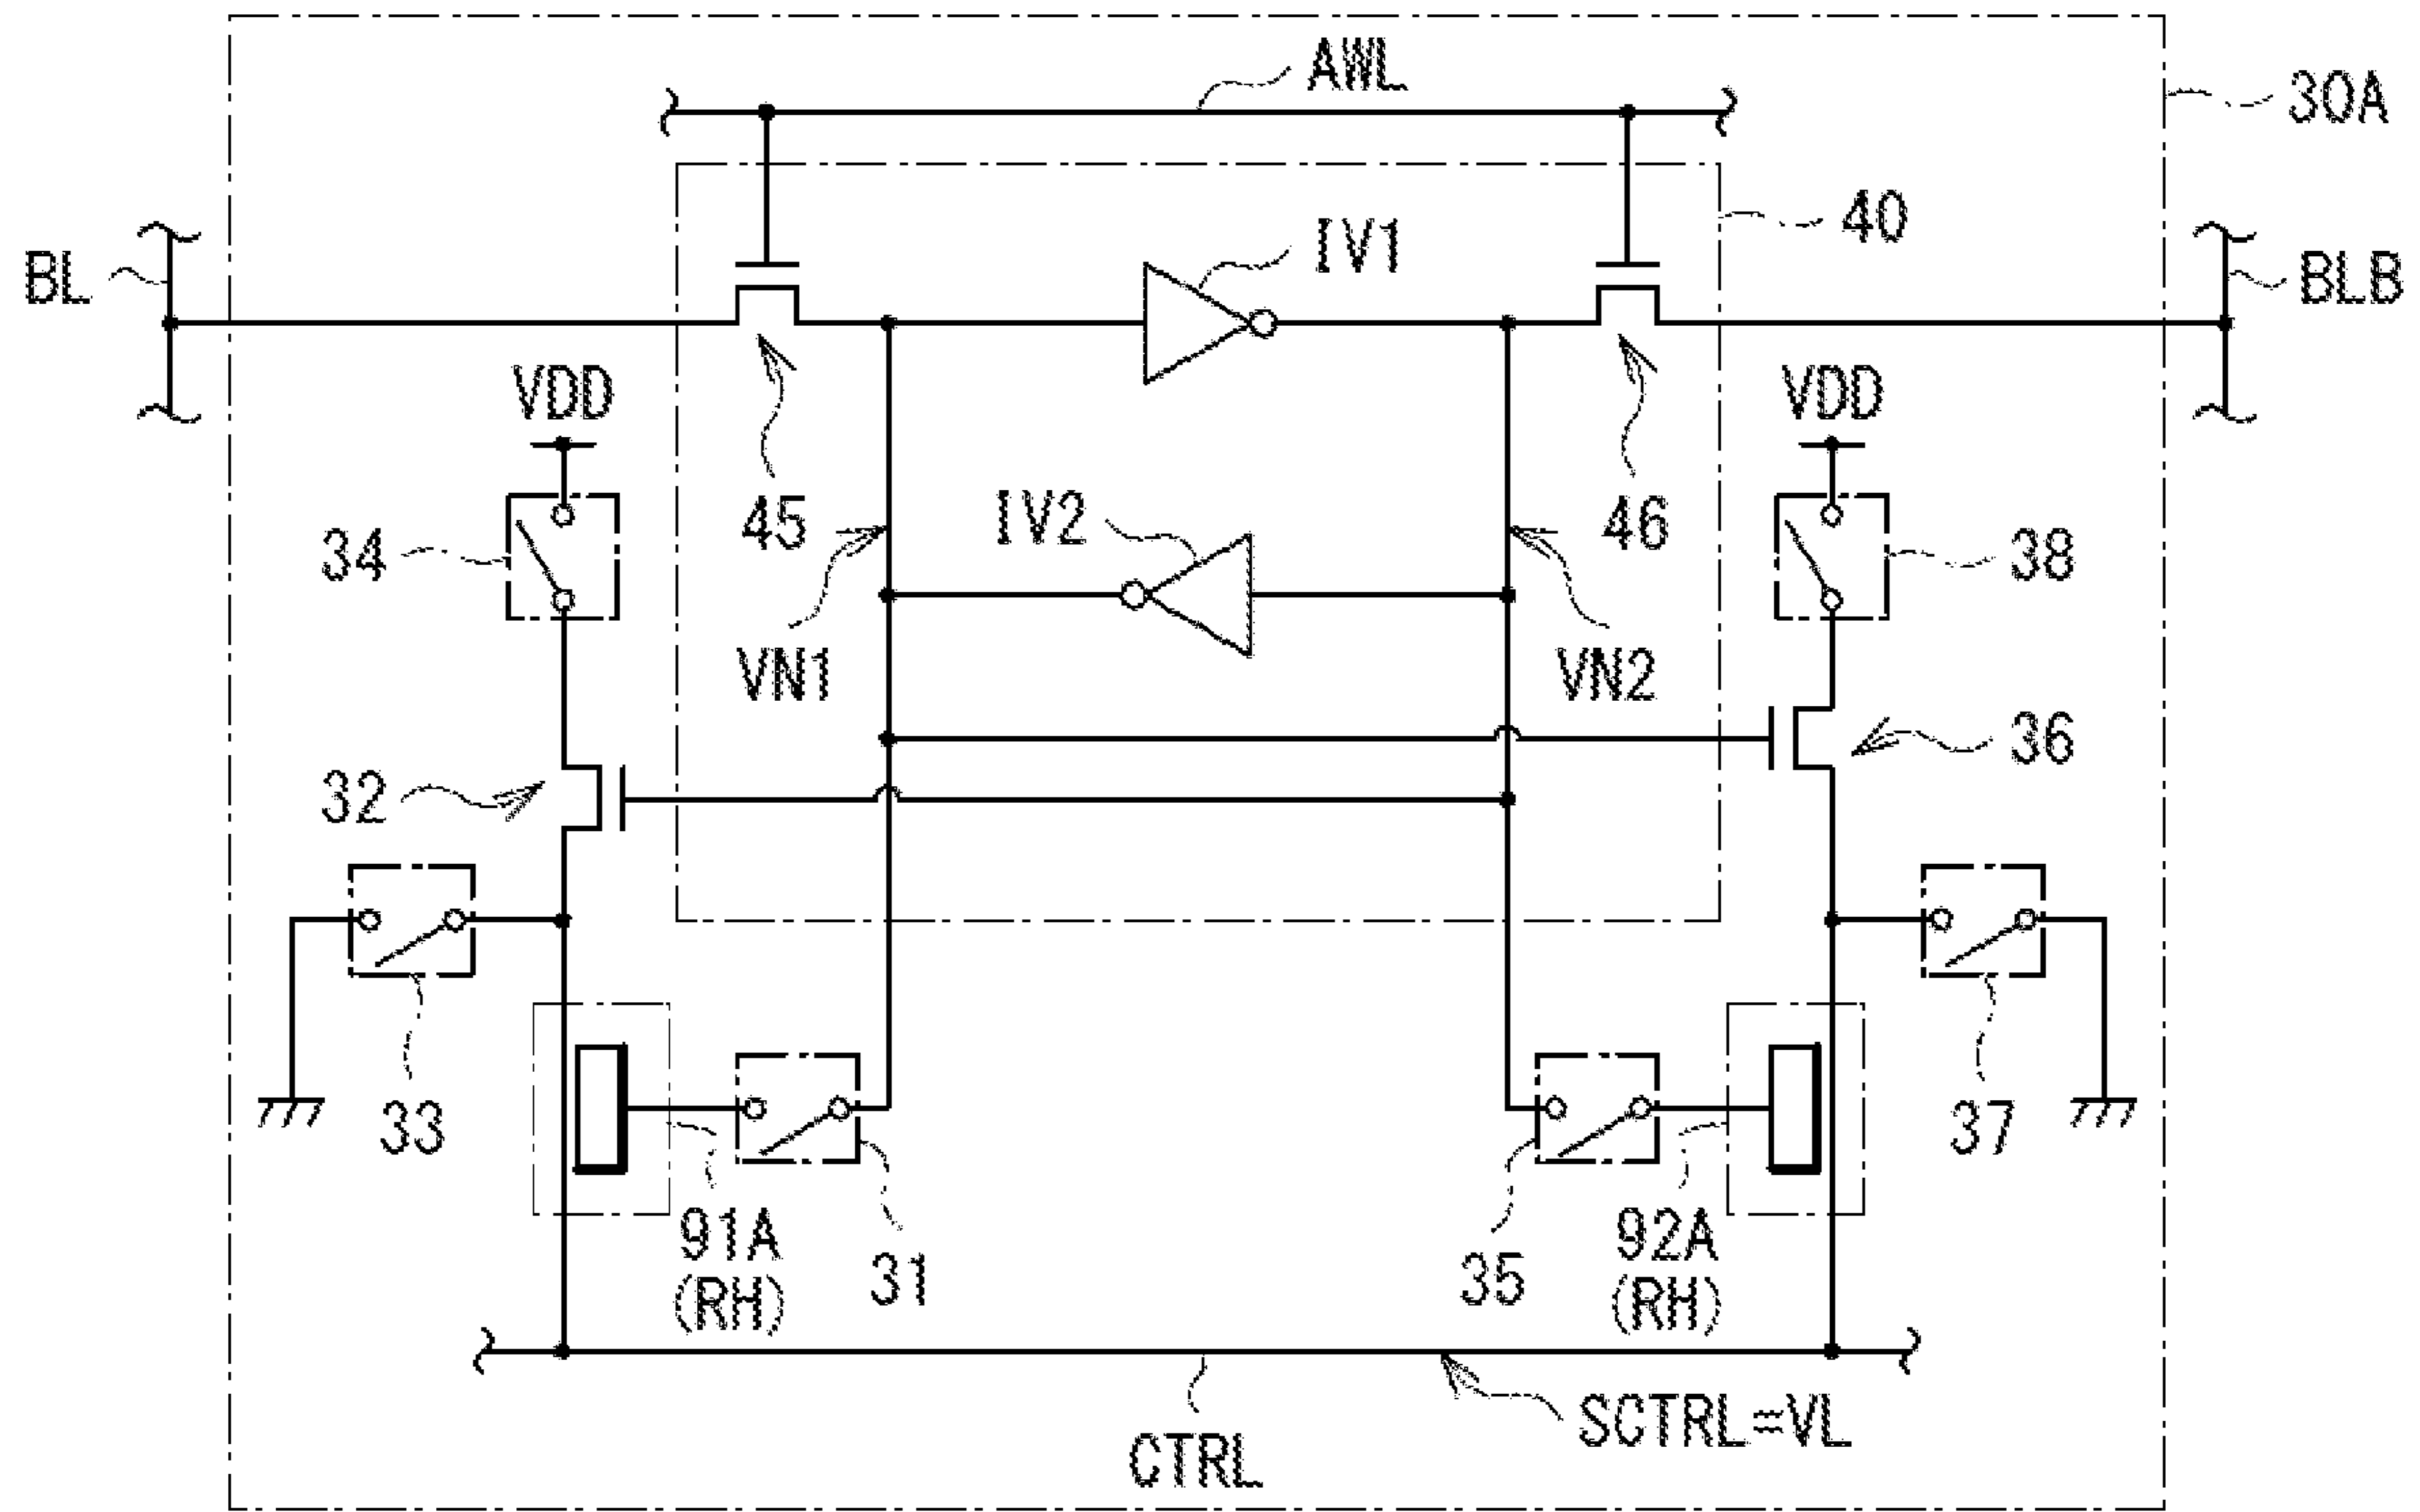 AWL
30A
40
IV1
BL
BLB
VDD
VDD
45
IV2
46
34
38
VN1
VN2
32
36
33
37
91A
(RH)
31
35
92A
(RH)
CTRL
SCTRL=VL